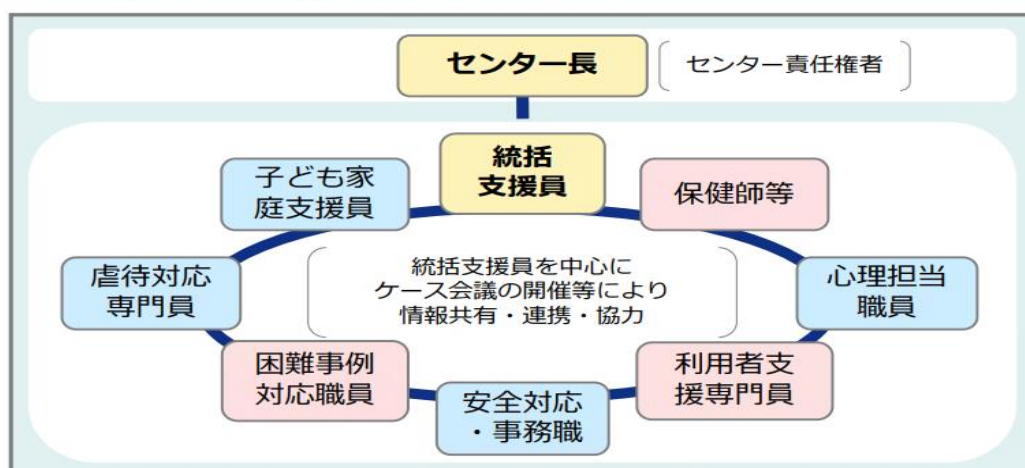 センター長
センター責任権者
統括
支援員
子ども家
庭支援員
保健師等
虐待対応
専門員
統括支援員を中心に
ケース会議の開催等により
情報共有・連携・協力
心理担当
職員
困難事例
対応職員
利用者支
援専門員
安全対応
・事務職